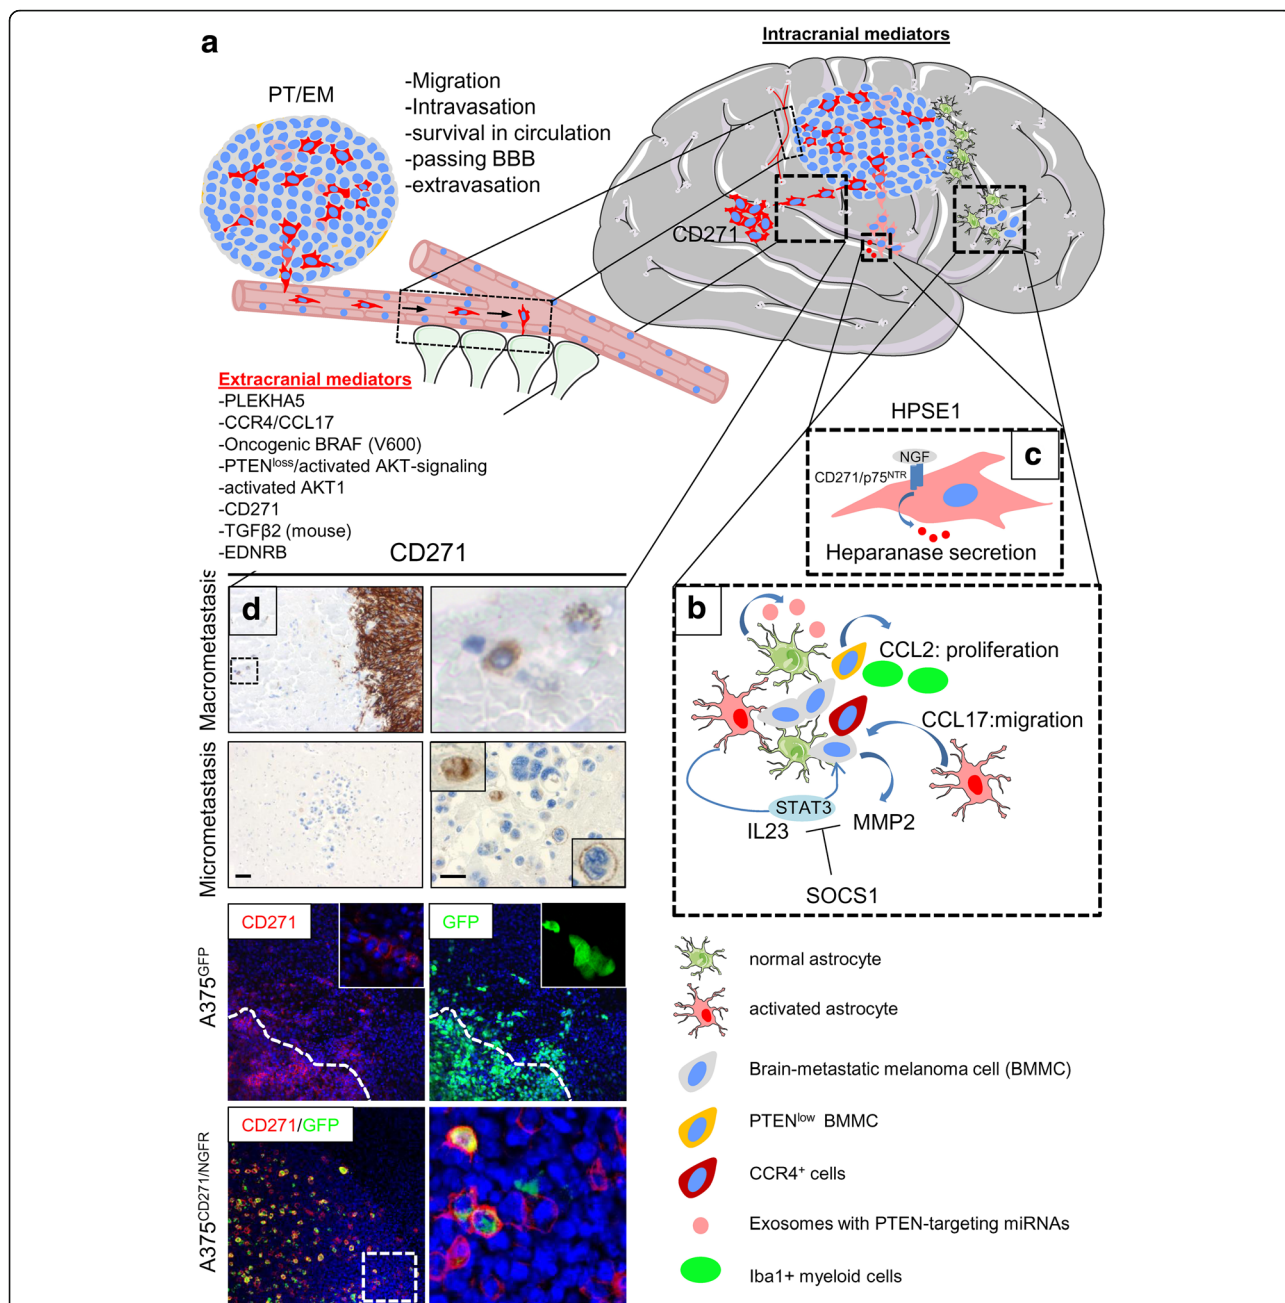 a
Intracranial mediators
PT/EM
-Migration
-Intravasation
-survival in circulation
-passing BBB
-extravasation
CD271
Extracranial mediators
-PLEKHA5
-CCR4/CCL17
-Oncogenic BRAF (V600)
-PTENloss/activated AKT-signaling
-activated AKT1
-CD271
-TGFβ2 (mouse)
-EDNRB
HPSE1
c
NGF
CD271/p75NTR
Heparanase secretion
CD271
d
Macrometastasis
Micrometastasis
b
CCL2: proliferation
CCL17:migration
STAT3
IL23
MMP2
SOCS1
A375GFP
CD271
GFP
A375CD271/NGFR
CD271/GFP
normal astrocyte
activated astrocyte
Brain-metastatic melanoma cell (BMMC)
PTENlow BMMC
CCR4+ cells
Exosomes with PTEN-targeting miRNAs
Iba1+ myeloid cells